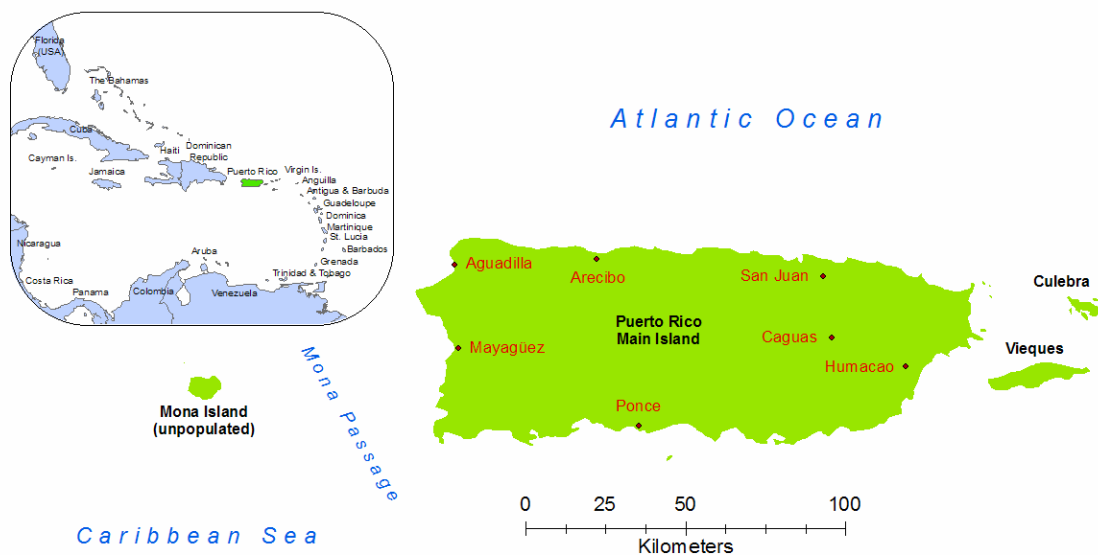 Florida
(USA)
The Bahamas
Cuba
Cayman Is.
Haiti
Dominican
Republic
Jamaica
Puerto Rico
Virgin Is.
Anguilla
Antigua & Barbuda
Guadeloupe
Dominica
Martinique
St. Lucia
Barbados
Grenada
Trinidad & Tobago
Aruba
Nicaragua
Costa Rica
Panama
Colombia
Venezuela
Atlantic Ocean
Aguadilla
Arecibo
San Juan
Culebra
Puerto Rico
Main Island
Caguas
Mayagüez
Humacao
Vieques
Ponce
Mona Island
(unpopulated)
Mona Passage
Caribbean Sea
0 25 50 100
Kilometers